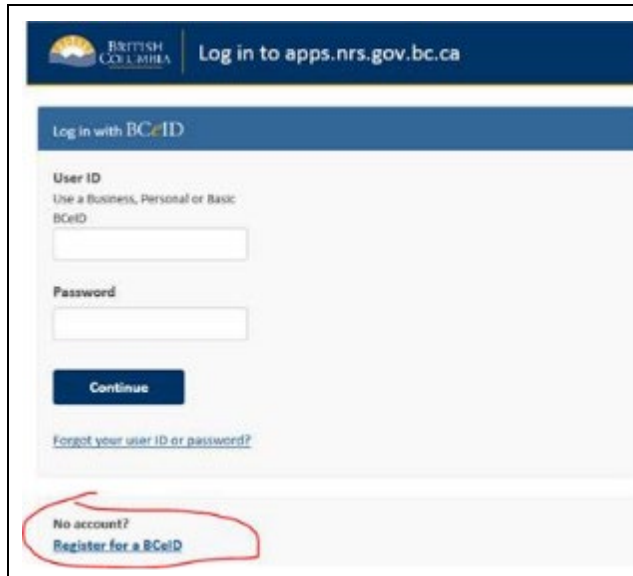 BRITISH
COLUMBIA
Log in to apps.nrs.gov.bc.ca
Log in with BCeID
User ID
Use a Business, Personal or Basic
BCeID
Password
Continue
Forgot your user ID or password?
No account?
Register for a BCeID